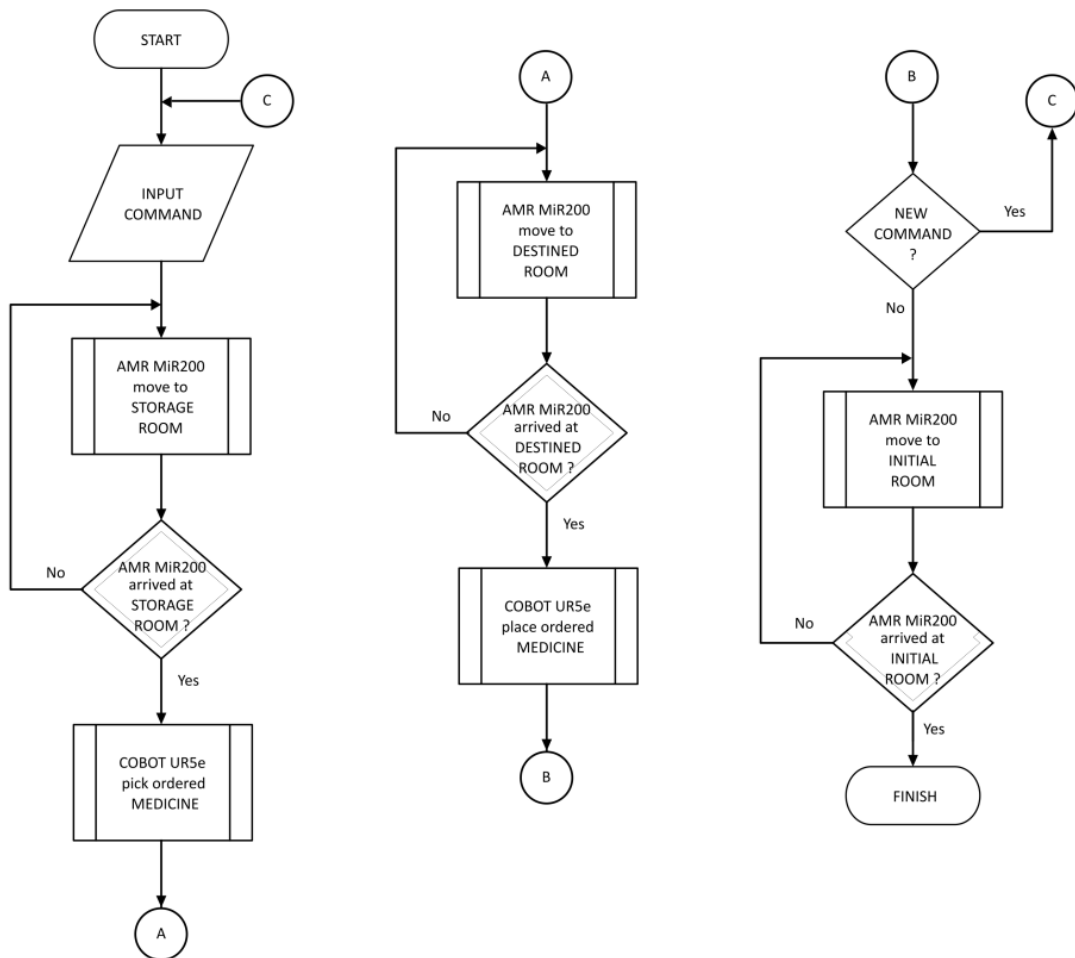 START
C
INPUT
COMMAND
AMR MiR200
move to
STORAGE
ROOM
No
AMR MiR200
arrived at
STORAGE
ROOM ?
Yes
COBOT UR5e
pick ordered
MEDICINE
A
A
AMR MiR200
move to
DESTINED
ROOM
No
AMR MiR200
arrived at
DESTINED
ROOM ?
Yes
COBOT UR5e
place ordered
MEDICINE
B
B
C
NEW
COMMAND
?
Yes
No
AMR MiR200
move to
INITIAL
ROOM
No
AMR MiR200
arrived at
INITIAL
ROOM ?
Yes
FINISH